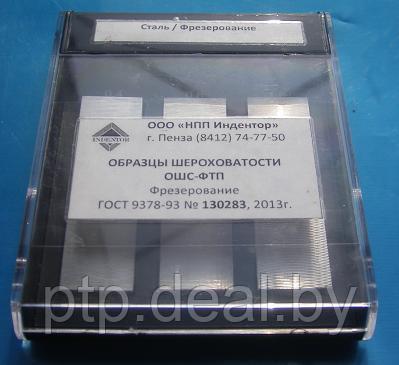 Сталь / Фрезерование
ООО «НПП Индентор»
г. Пенза (8412) 74-77-50
INDENTOR
ОБРАЗЦЫ ШЕРОХОВАТОСТИ
ОШС-ФТП
Фрезерование
ГОСТ 9378-93 № 130283, 2013г.
ptp.deal.by